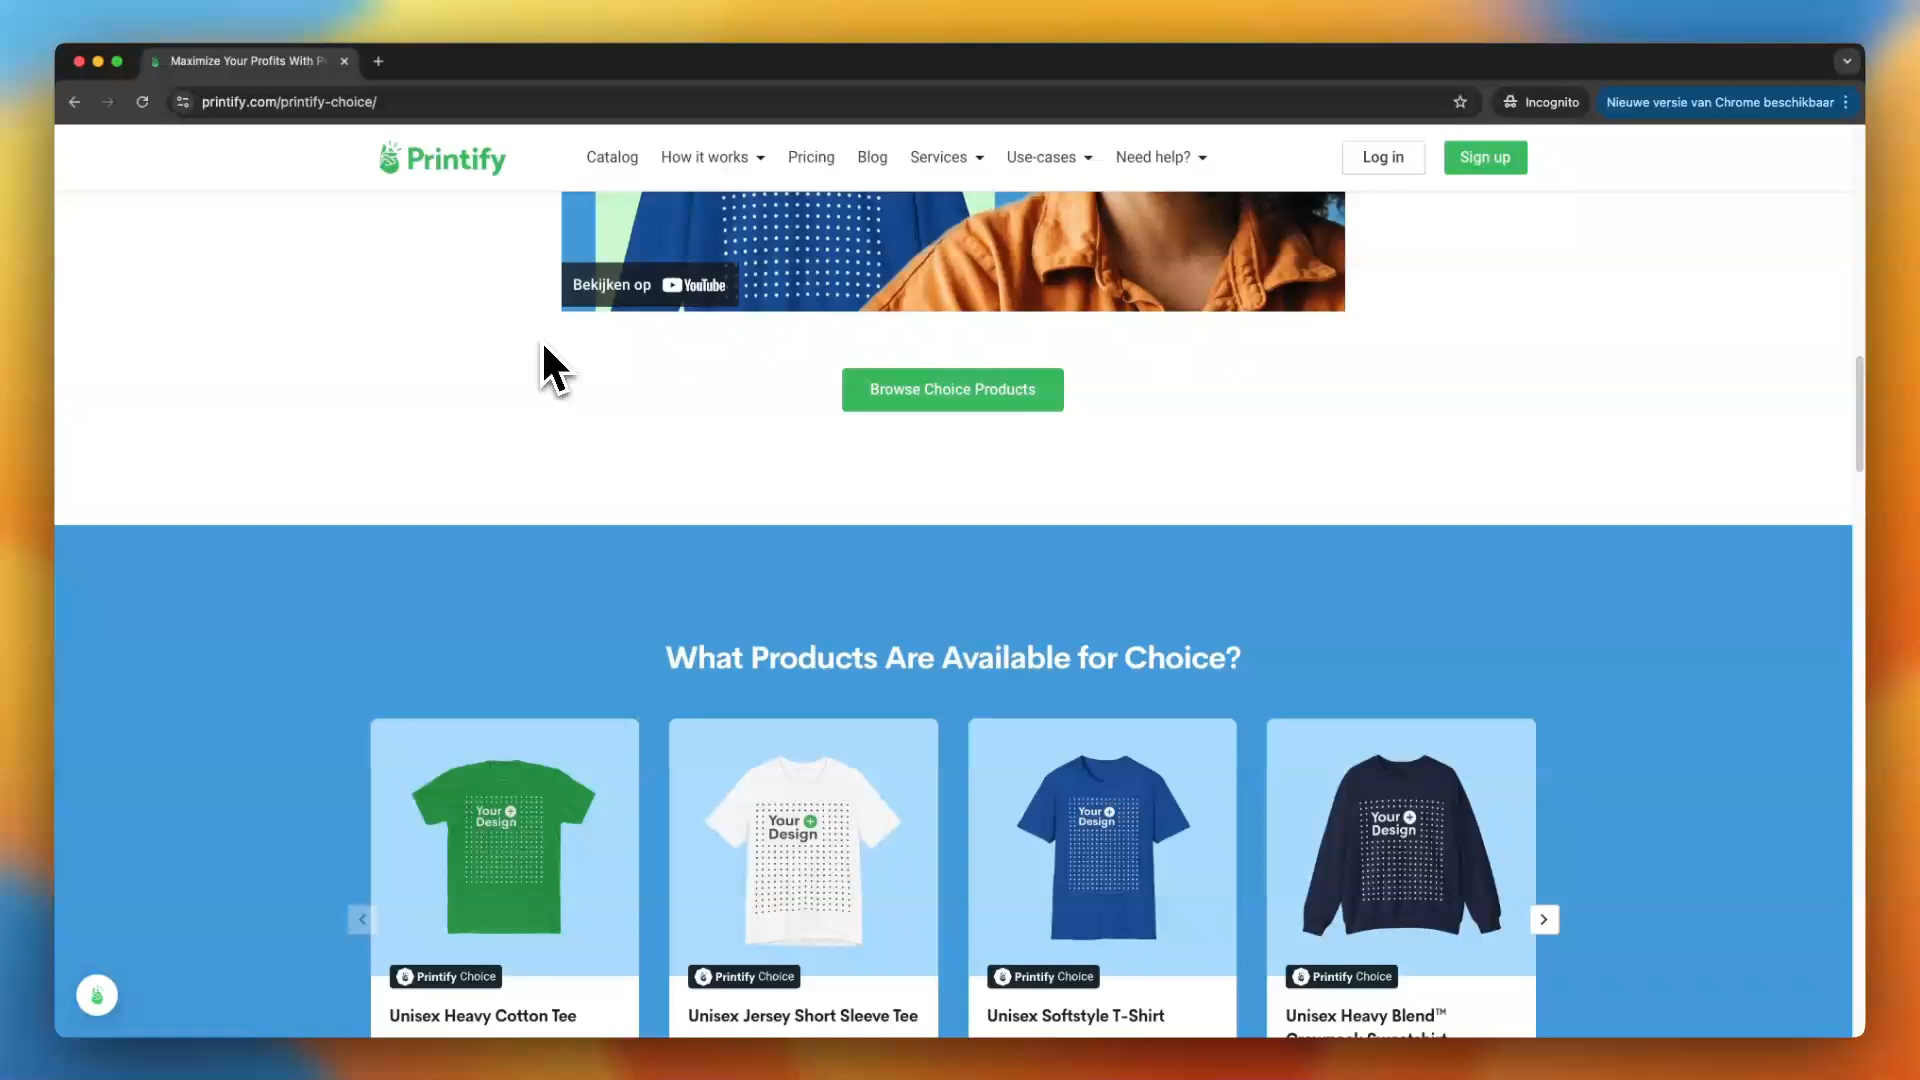 Maximize Your Profits With P
printify.com/printify-choice/
Incognito
Nieuwe versie van Chrome beschikbaar
Printify
Catalog
How it works
Pricing
Blog
Services
Use-cases
Need help?
Log in
Sign up
Bekijken op YouTube
Browse Choice Products
What Products Are Available for Choice?
Your
Design
Your
Design
Your
Design
Your
Design
Printify Choice
Printify Choice
Printify Choice
Printify Choice
Unisex Heavy Cotton Tee
Unisex Jersey Short Sleeve Tee
Unisex Softstyle T-Shirt
Unisex Heavy Blend™
Crewneck Sweatshirt